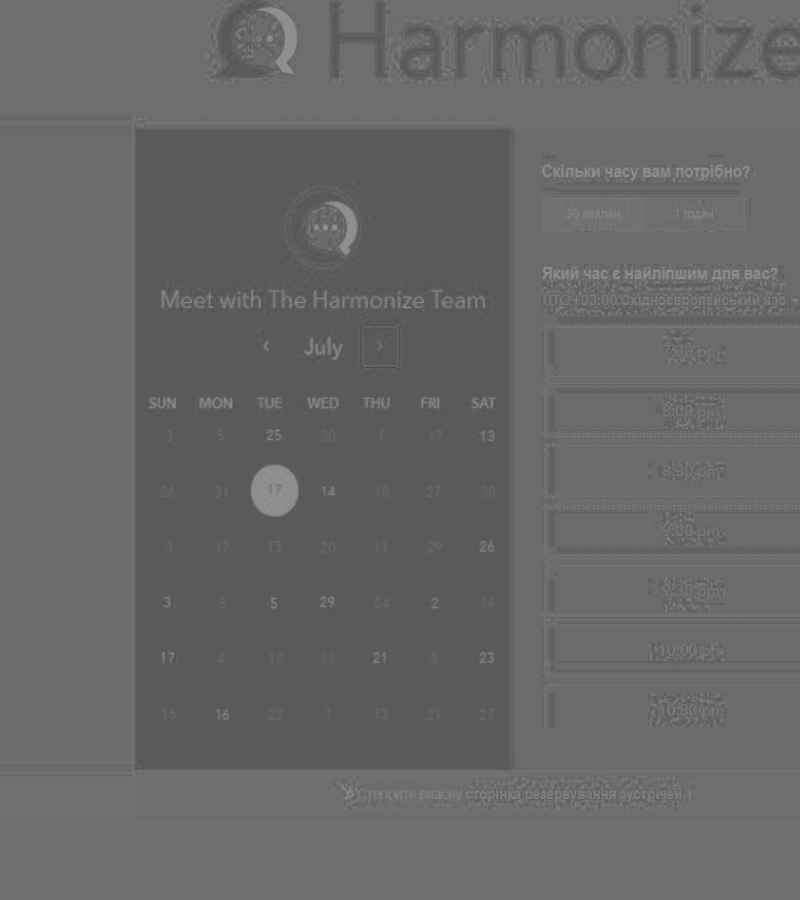 Harmonize
Meet with The Harmonize Team
‹ July ›
SUN MON TUE WED THU FRI SAT
3 5 25 30 7 17 13
26 31 17 14 10 27 30
3 17 13 20 11 29 26
3 3 5 29 24 2 14
17 4 17 11 21 8 23
16 16 22 1 13 21 27
Скільки часу вам потрібно?
30 хвилин 1 годин
Який час є найліпшим для вас?
UTC+03:00 Східноєвропейський час
7:30 pm
8:00 pm
8:30 pm
9:00 pm
9:30 pm
10:00 pm
10:30 pm
Створити власну сторінка резервування зустрічей